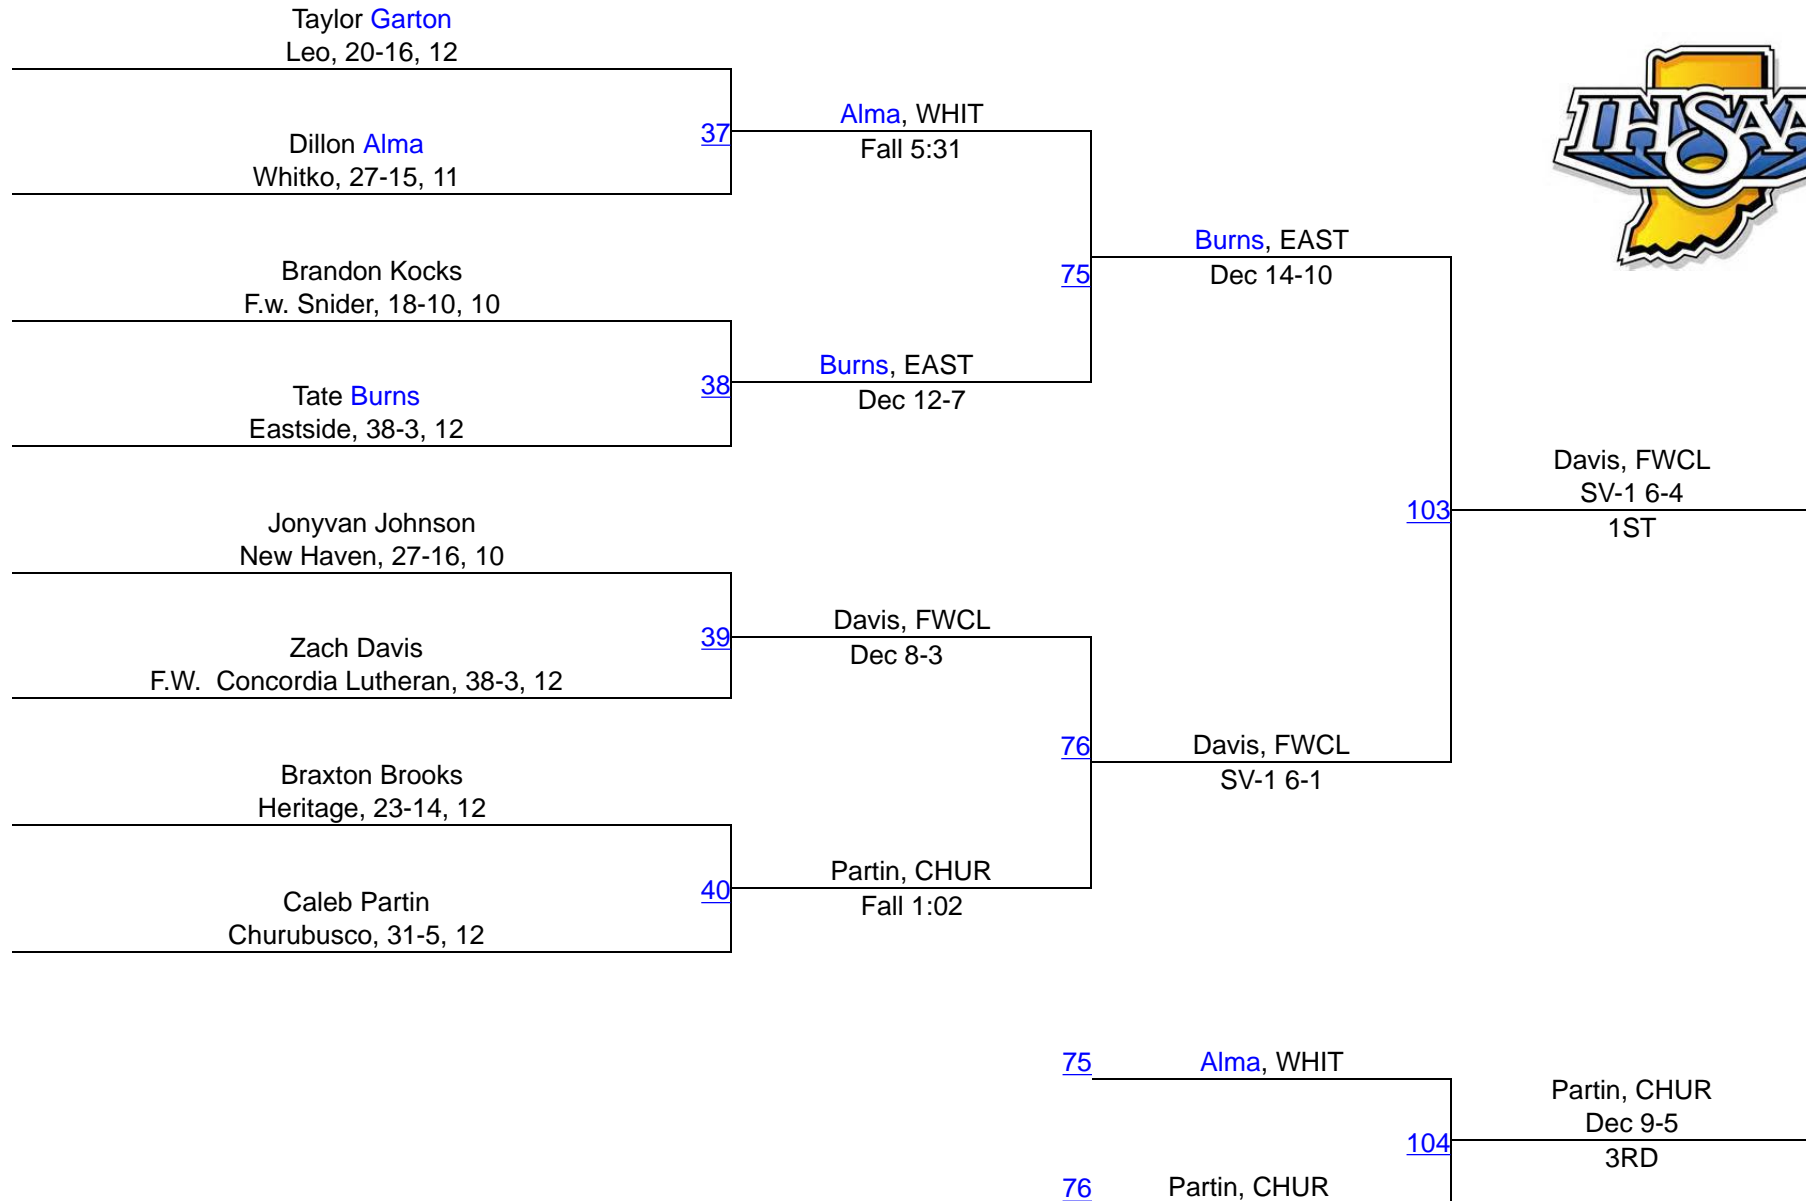 Taylor Garton
Leo, 20-16, 12
Dillon Alma
Whitko, 27-15, 11
Brandon Kocks
F.w. Snider, 18-10, 10
Tate Burns
Eastside, 38-3, 12
Jonyvan Johnson
New Haven, 27-16, 10
Zach Davis
F.W. Concordia Lutheran, 38-3, 12
Braxton Brooks
Heritage, 23-14, 12
Caleb Partin
Churubusco, 31-5, 12
37
Alma, WHIT
Fall 5:31
38
Burns, EAST
Dec 12-7
39
Davis, FWCL
Dec 8-3
40
Partin, CHUR
Fall 1:02
75
Burns, EAST
Dec 14-10
76
Davis, FWCL
SV-1 6-1
103
Davis, FWCL
SV-1 6-4
1ST
IHSAA
75
Alma, WHIT
76
Partin, CHUR
104
Partin, CHUR
Dec 9-5
3RD